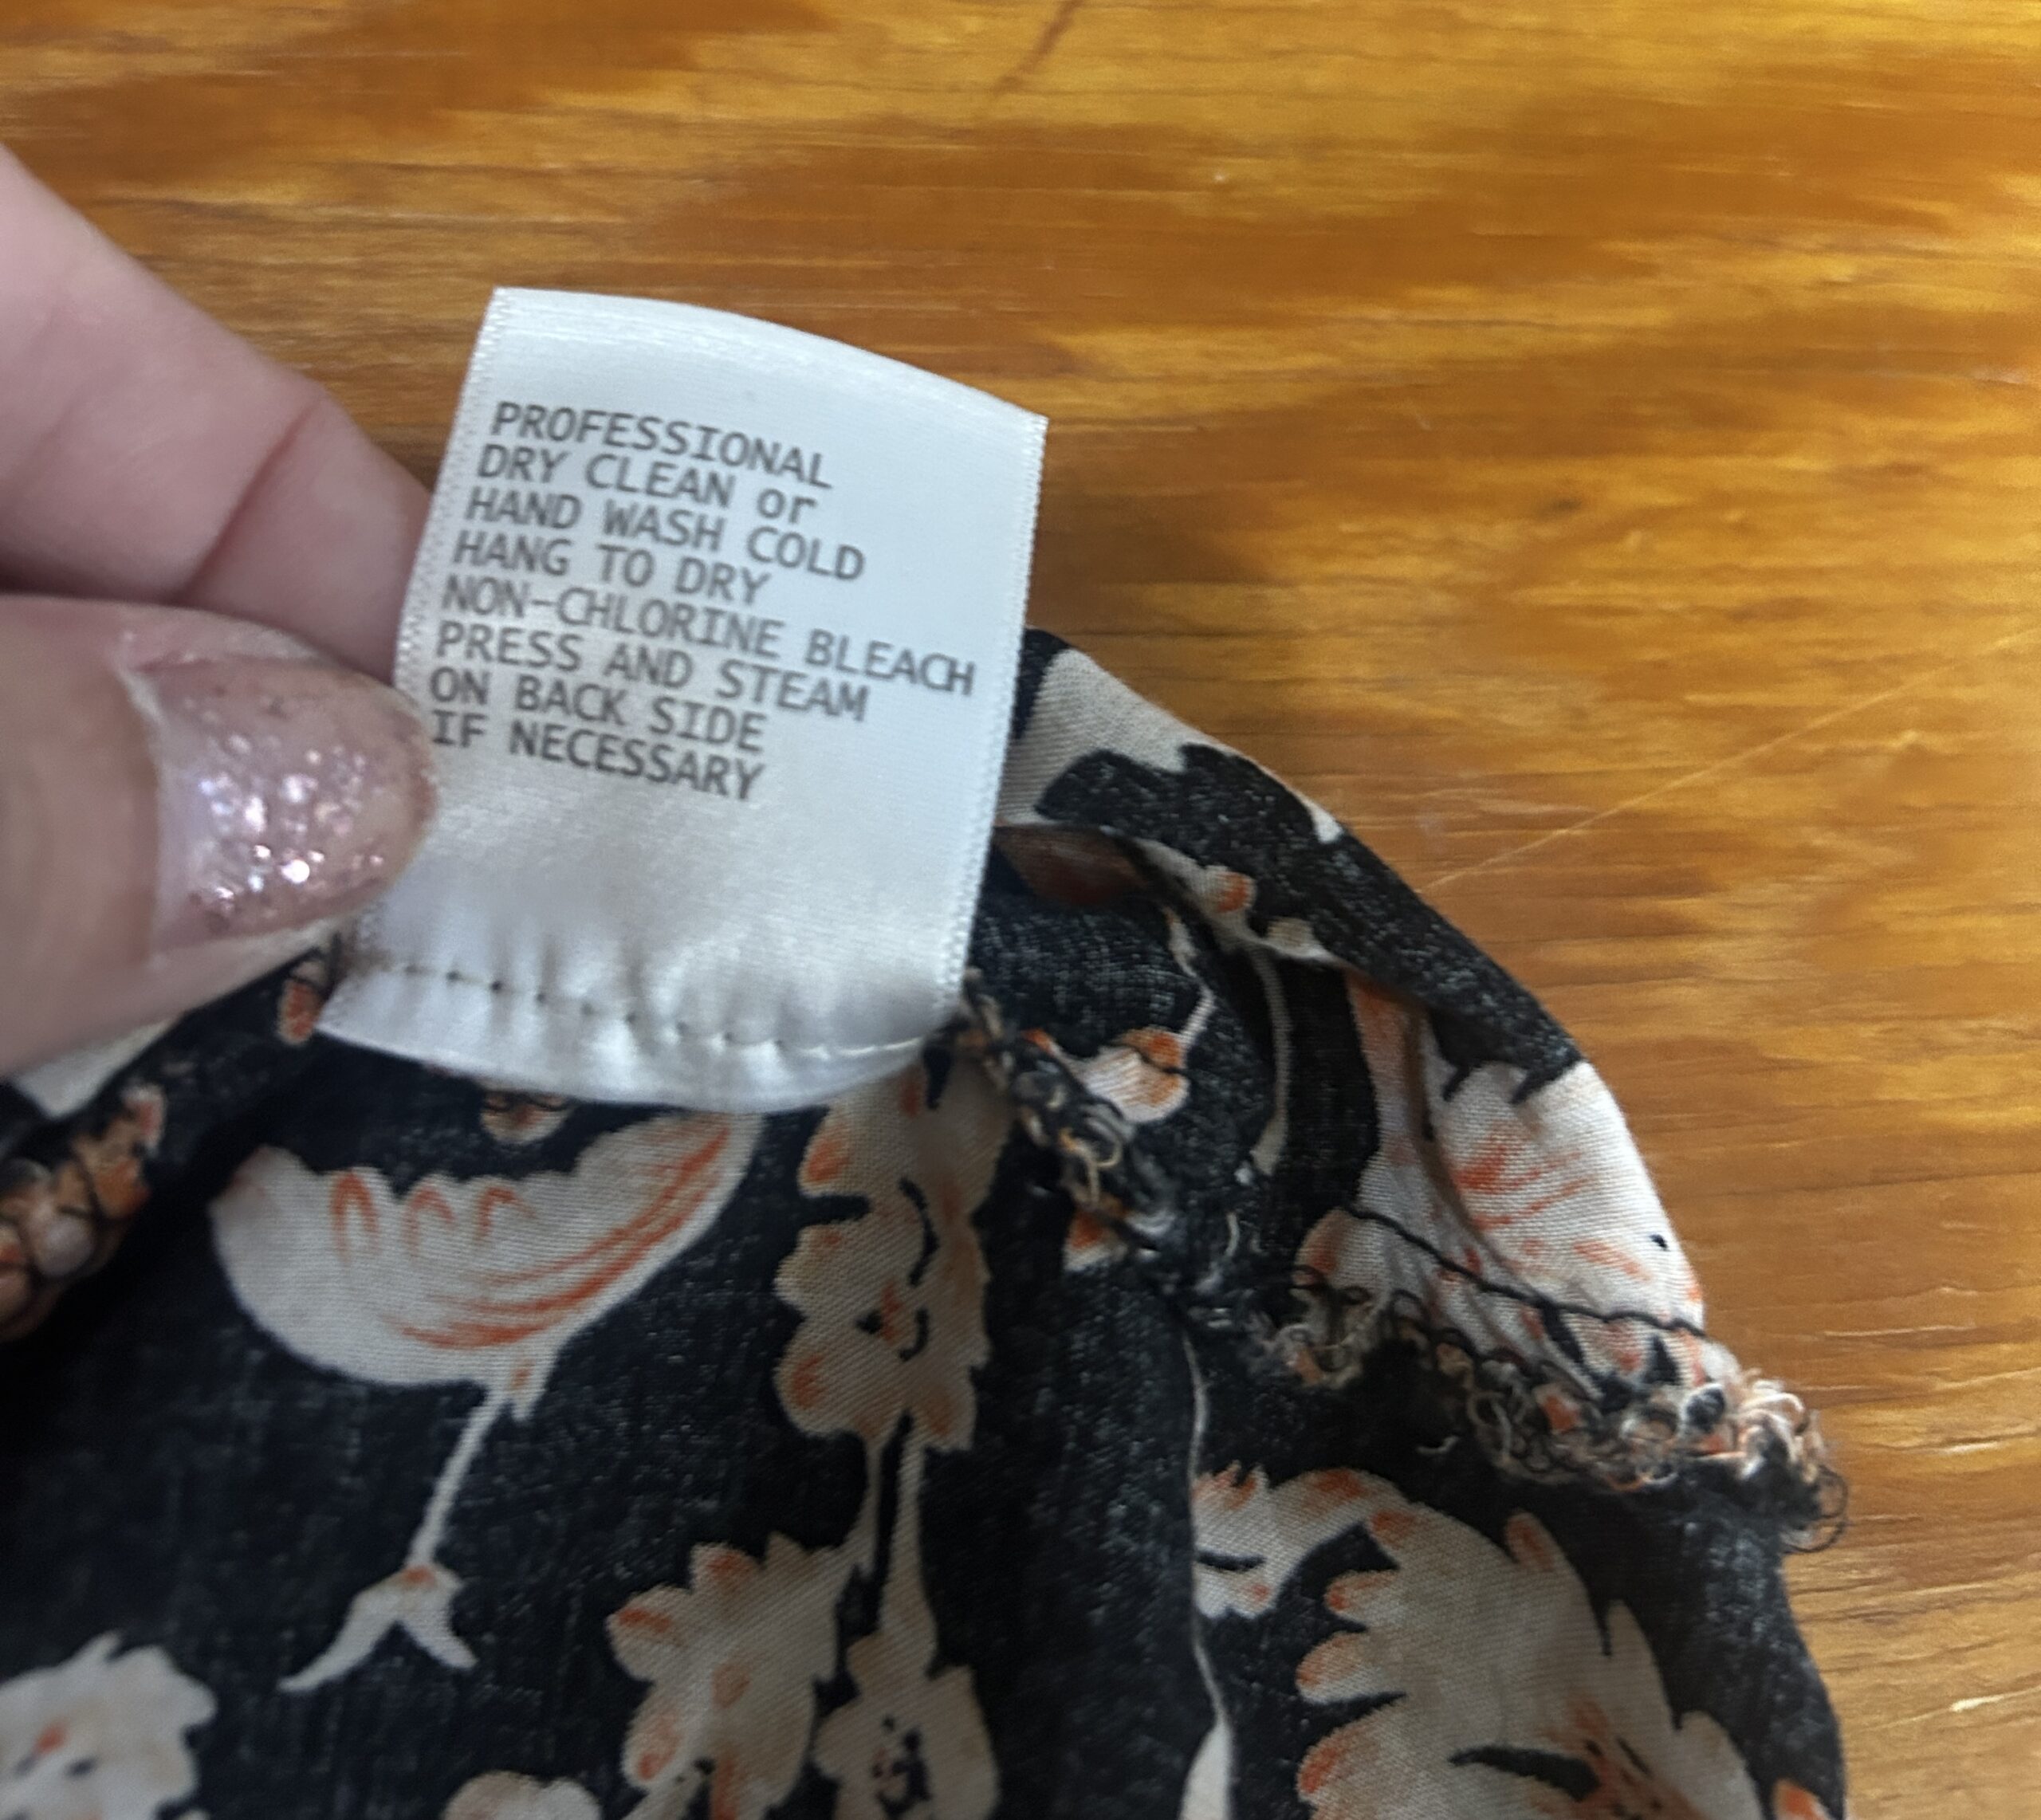 PROFESSIONAL
DRY CLEAN or
HAND WASH COLD
HANG TO DRY
NON-CHLORINE BLEACH
PRESS AND STEAM
ON BACK SIDE
IF NECESSARY